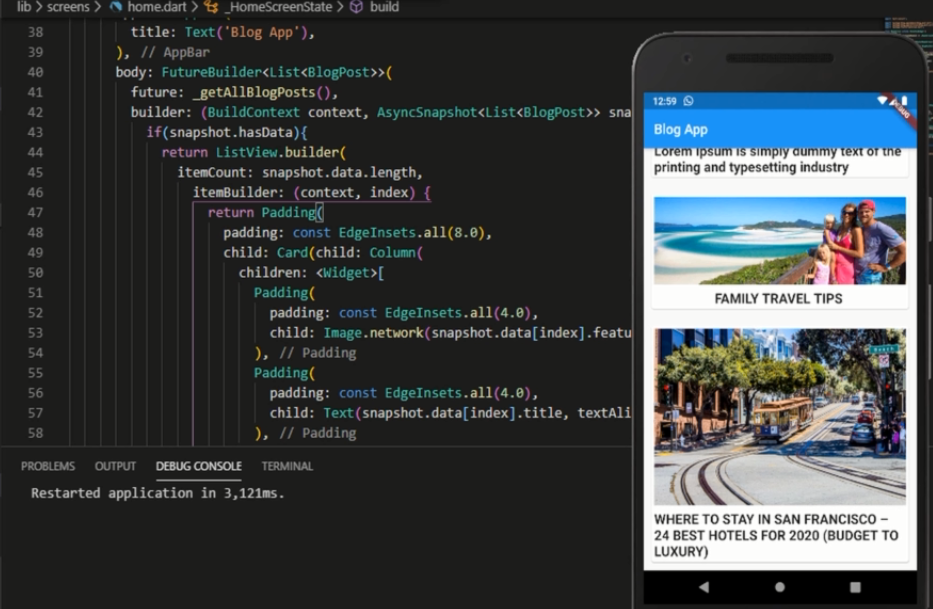 lib > screens > home.dart > _HomeScreenState > build
38 title: Text('Blog App'),
39 ), // AppBar
40 body: FutureBuilder<List<BlogPost>>(
41 future: _getAllBlogPosts(),
42 builder: (BuildContext context, AsyncSnapshot<List<BlogPost>> sna
43 if(snapshot.hasData){
44 return ListView.builder(
45 itemCount: snapshot.data.length,
46 itemBuilder: (context, index) {
47 return Padding(
48 padding: const EdgeInsets.all(8.0),
49 child: Card(child: Column(
50 children: <Widget>[
51 Padding(
52 padding: const EdgeInsets.all(4.0),
53 child: Image.network(snapshot.data[index].featu
54 ), // Padding
55 Padding(
56 padding: const EdgeInsets.all(4.0),
57 child: Text(snapshot.data[index].title, textAli
58 ), // Padding
PROBLEMS OUTPUT DEBUG CONSOLE TERMINAL
Restarted application in 3,121ms.
12:59
DEBUG
Blog App
Lorem Ipsum is simply dummy text of the
printing and typesetting industry
FAMILY TRAVEL TIPS
Beach
WHERE TO STAY IN SAN FRANCISCO –
24 BEST HOTELS FOR 2020 (BUDGET TO
LUXURY)